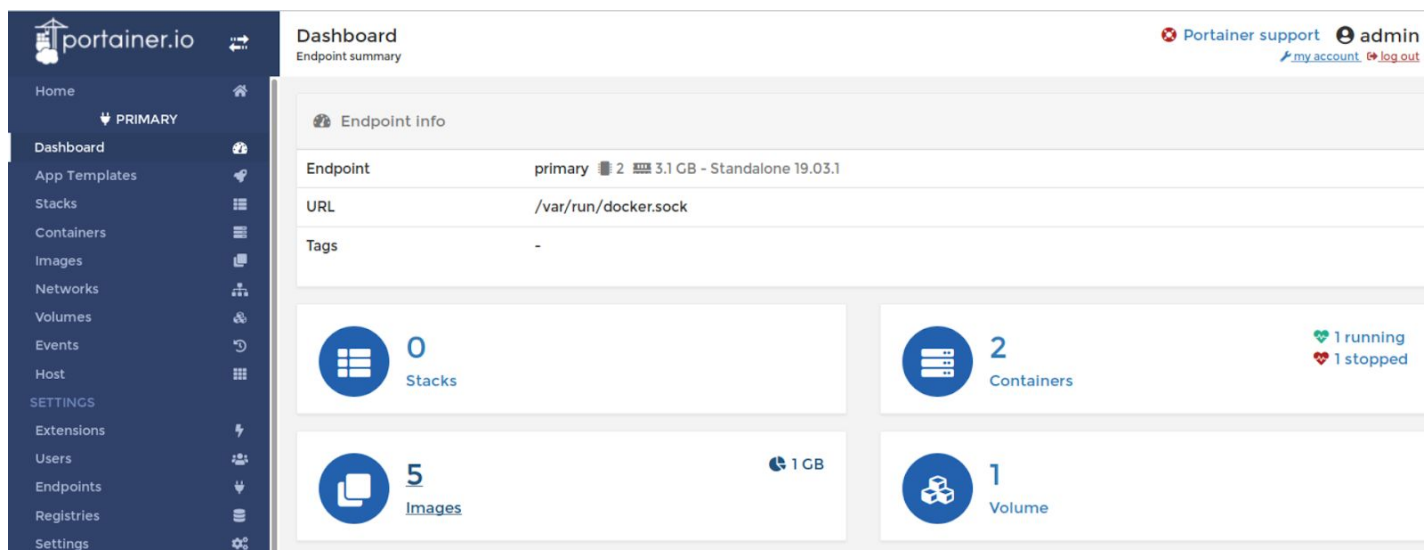 portainer.io
Home
PRIMARY
Dashboard
App Templates
Stacks
Containers
Images
Networks
Volumes
Events
Host
SETTINGS
Extensions
Users
Endpoints
Registries
Settings
Dashboard
Endpoint summary
Portainer support admin
my account log out
Endpoint info
Endpoint primary 2 3.1 GB - Standalone 19.03.1
URL /var/run/docker.sock
Tags -
0
Stacks
2
Containers
1 running
1 stopped
5
Images
1 GB
1
Volume